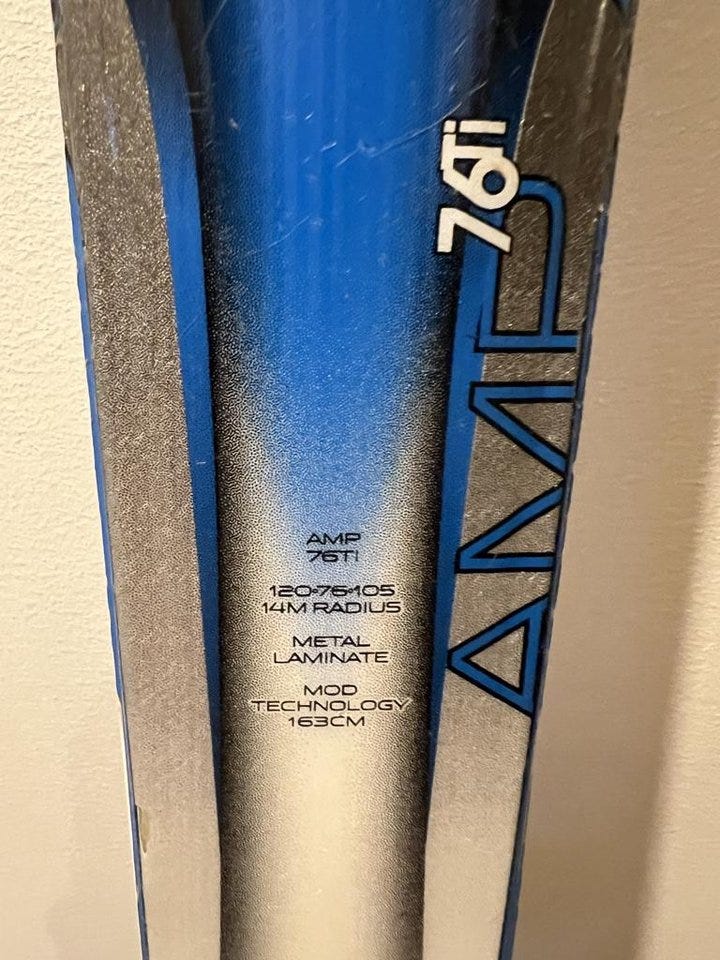 AMP 76Ti
AMP
76TI
120-76-105
14M RADIUS
METAL
LAMINATE
MOD
TECHNOLOGY
163CM